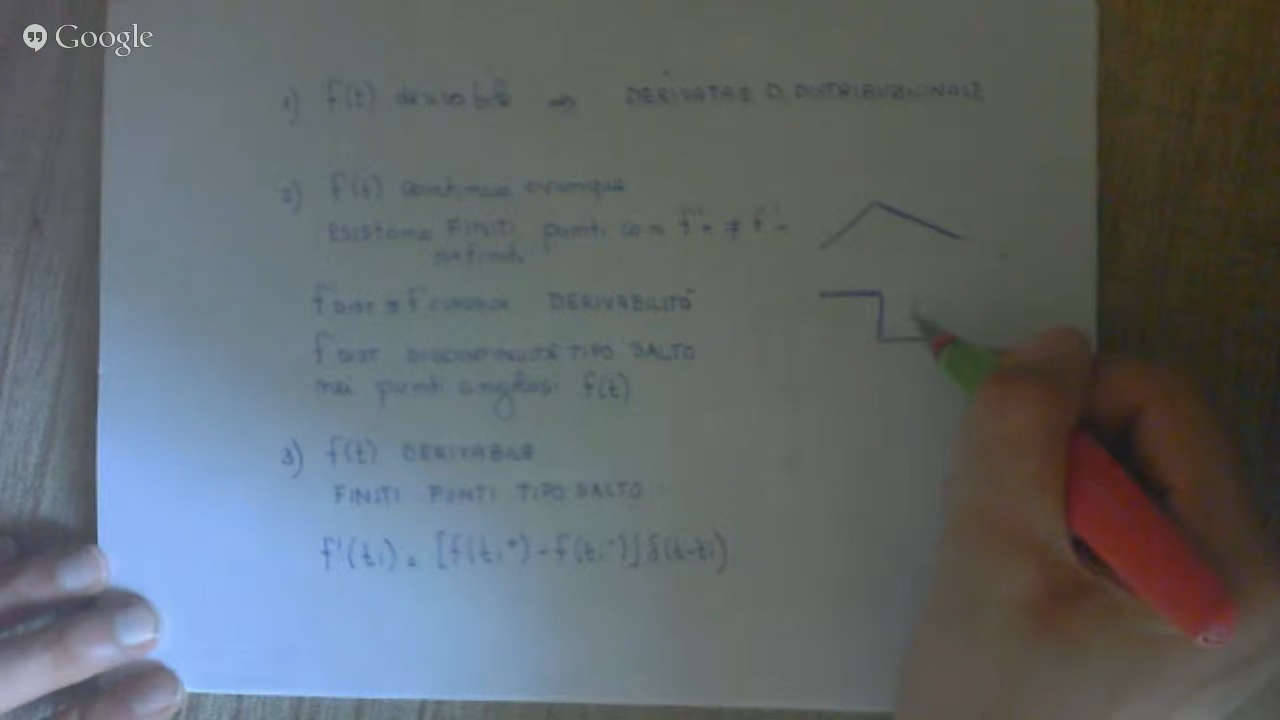 Google
1) f(t) derivabile ⇒ DERIVATA = D. DISTRIBUZIONALE
2) f(t) continua ovunque
Esistono FINITI punti con f'+ ≠ f'-
infiniti
f'DIST = f' CLASSICA DERIVABILITÀ
f'DIST DISCONTINUITÀ TIPO SALTO
nei punti angolosi f(t)
3) f(t) DERIVABILE
FINITI PUNTI TIPO SALTO
f'(ti) = [f(ti+) - f(ti-)] δ(t-ti)